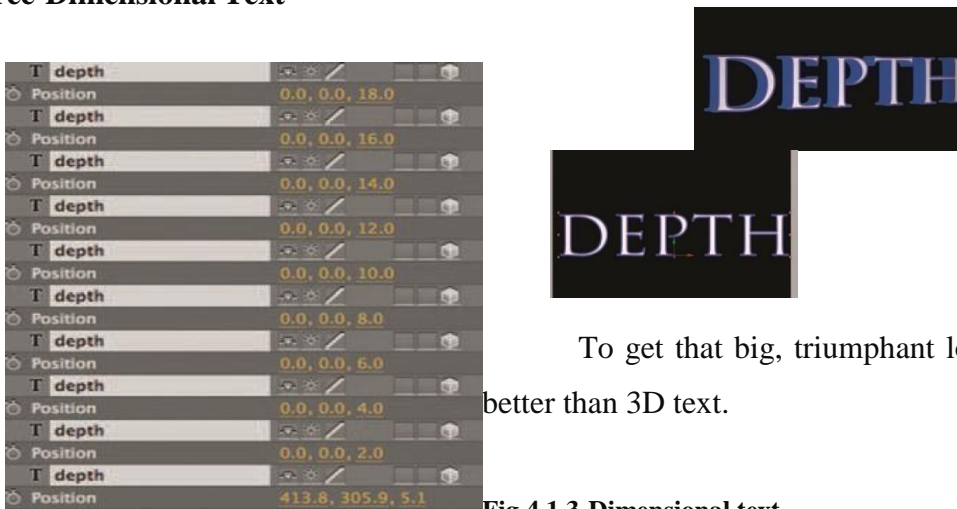 ree Dimensional Text
T depth
Position 0.0, 0.0, 18.0
T depth
Position 0.0, 0.0, 16.0
T depth
Position 0.0, 0.0, 14.0
T depth
Position 0.0, 0.0, 12.0
T depth
Position 0.0, 0.0, 10.0
T depth
Position 0.0, 0.0, 8.0
T depth
Position 0.0, 0.0, 6.0
T depth
Position 0.0, 0.0, 4.0
T depth
Position 0.0, 0.0, 2.0
T depth
Position 413.8, 305.9, 5.1
DEPTH
DEPTH
To get that big, triumphant
better than 3D text.
Fig 4.1 3 Dimensional text